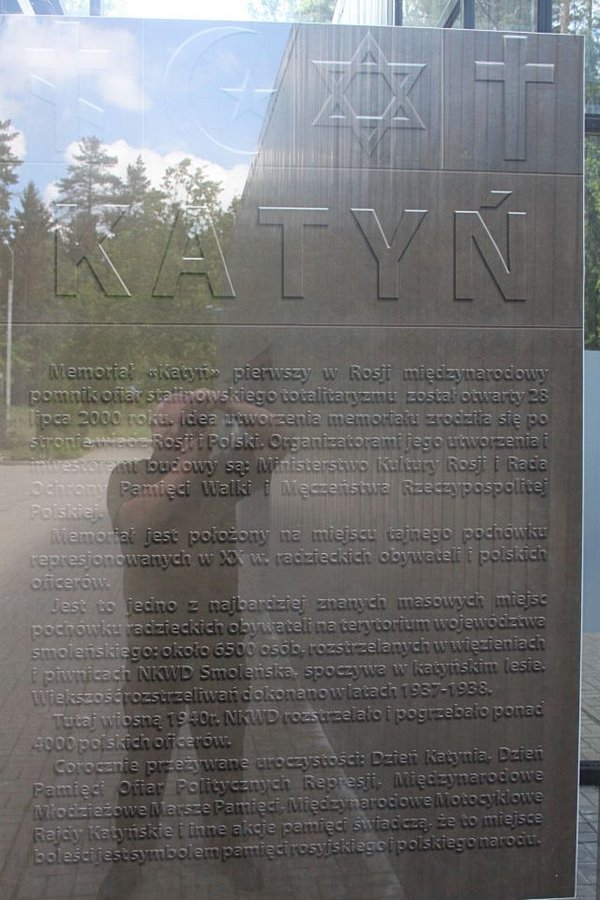 KATYŃ
Memoriał «Katyń» pierwszy w Rosji międzynarodowy
pomnik ofiar stalinowskiego totalitaryzmu został otwarty 28
lipca 2000 roku. Idea utworzenia memoriału zrodziła się po
stronie władz Rosji i Polski. Organizatorami jego utworzenia i
inwestorami budowy są: Ministerstwo Kultury Rosji i Rada
Ochrony Pamięci Walki i Męczeństwa Rzeczypospolitej
Polskiej.
Memoriał jest położony na miejscu tajnego pochówku
represjonowanych w XX w. radzieckich obywateli i polskich
oficerów.
Jest to jedno z najbardziej znanych masowych miejsc
pochówku radzieckich obywateli na terytorium województwa
smoleńskiego: około 6500 osób, rozstrzelanych w więzieniach
i piwnicach NKWD Smoleńska, spoczywa w katyńskim lesie.
Większość rozstrzeliwań dokonano w latach 1937-1938.
Tutaj wiosną 1940r. NKWD rozstrzelało i pogrzebało ponad
4000 polskich oficerów.
Corocznie przeżywane uroczystości: Dzień Katynia, Dzień
Pamięci Ofiar Politycznych Represji, Międzynarodowe
Młodzieżowe Marsze Pamięci, Międzynarodowe Motocyklowe
Rajdy Katyńskie i inne akcje pamięci świadczą, że to miejsce
boleści jest symbolem pamięci rosyjskiego i polskiego narodu.